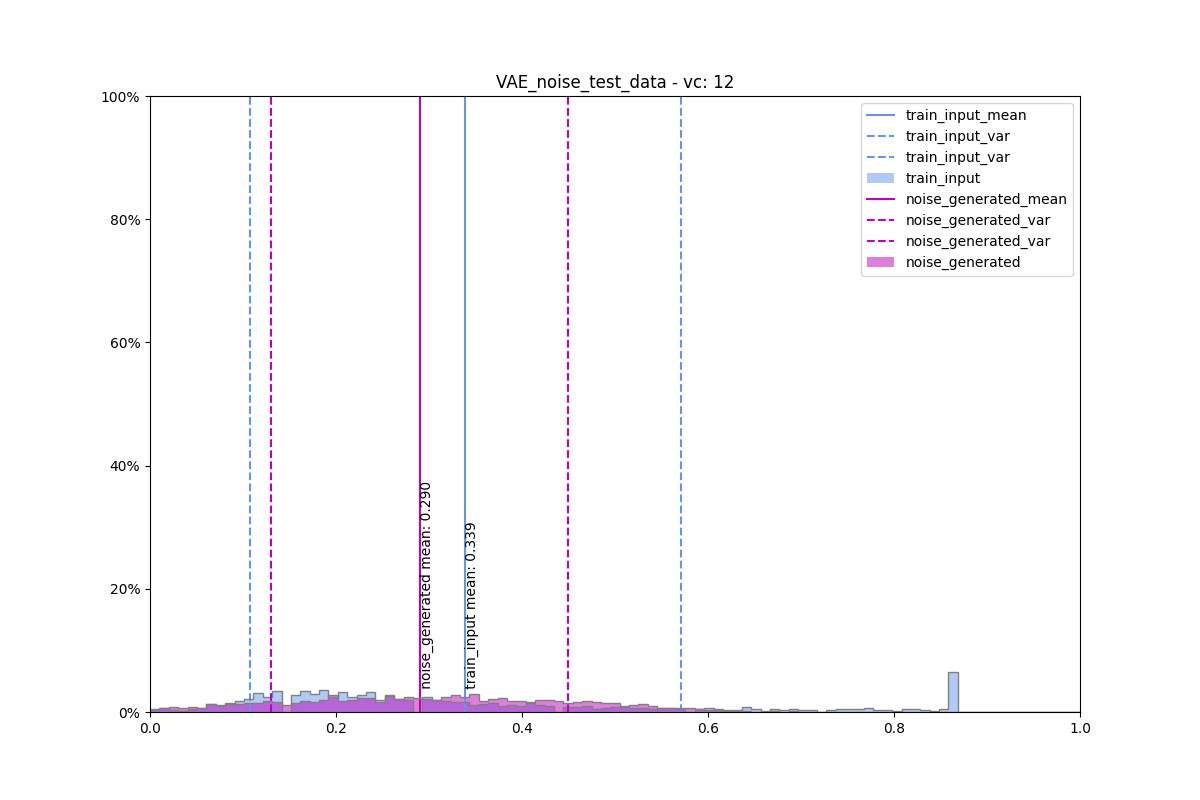 VAE_noise_test_data - vc: 12
100%
80%
60%
40%
20%
0%
train_input_mean
train_input_var
train_input_var
train_input
noise_generated_mean
noise_generated_var
noise_generated_var
noise_generated
noise_generated mean: 0.290
train_input mean: 0.339
0.0
0.2
0.4
0.6
0.8
1.0